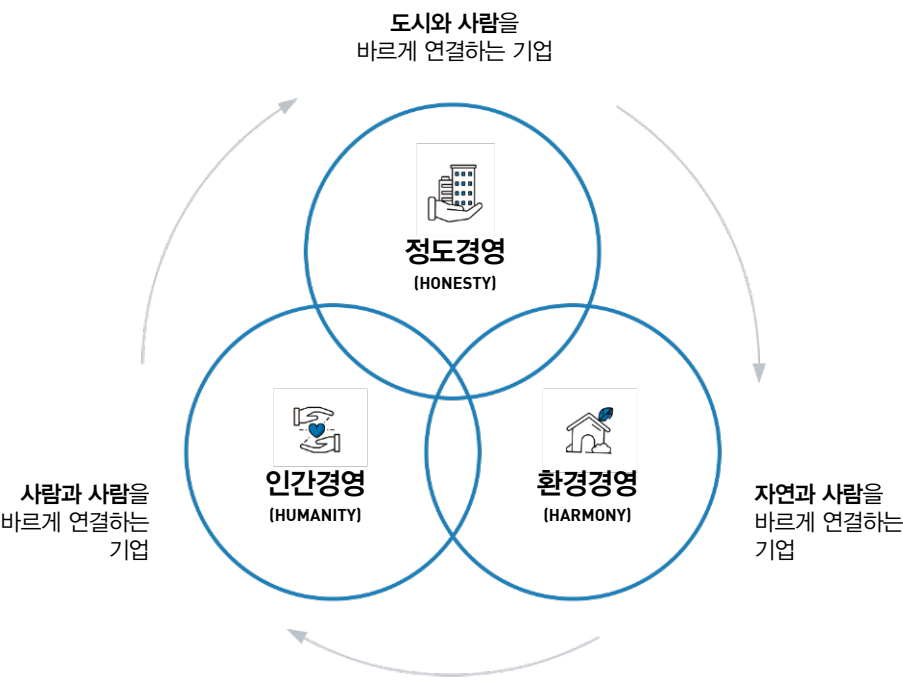 도시와 사람을
바르게 연결하는 기업
정도경영
(HONESTY)
인간경영
(HUMANITY)
환경경영
(HARMONY)
사람과 사람을
바르게 연결하는
기업
자연과 사람을
바르게 연결하는
기업